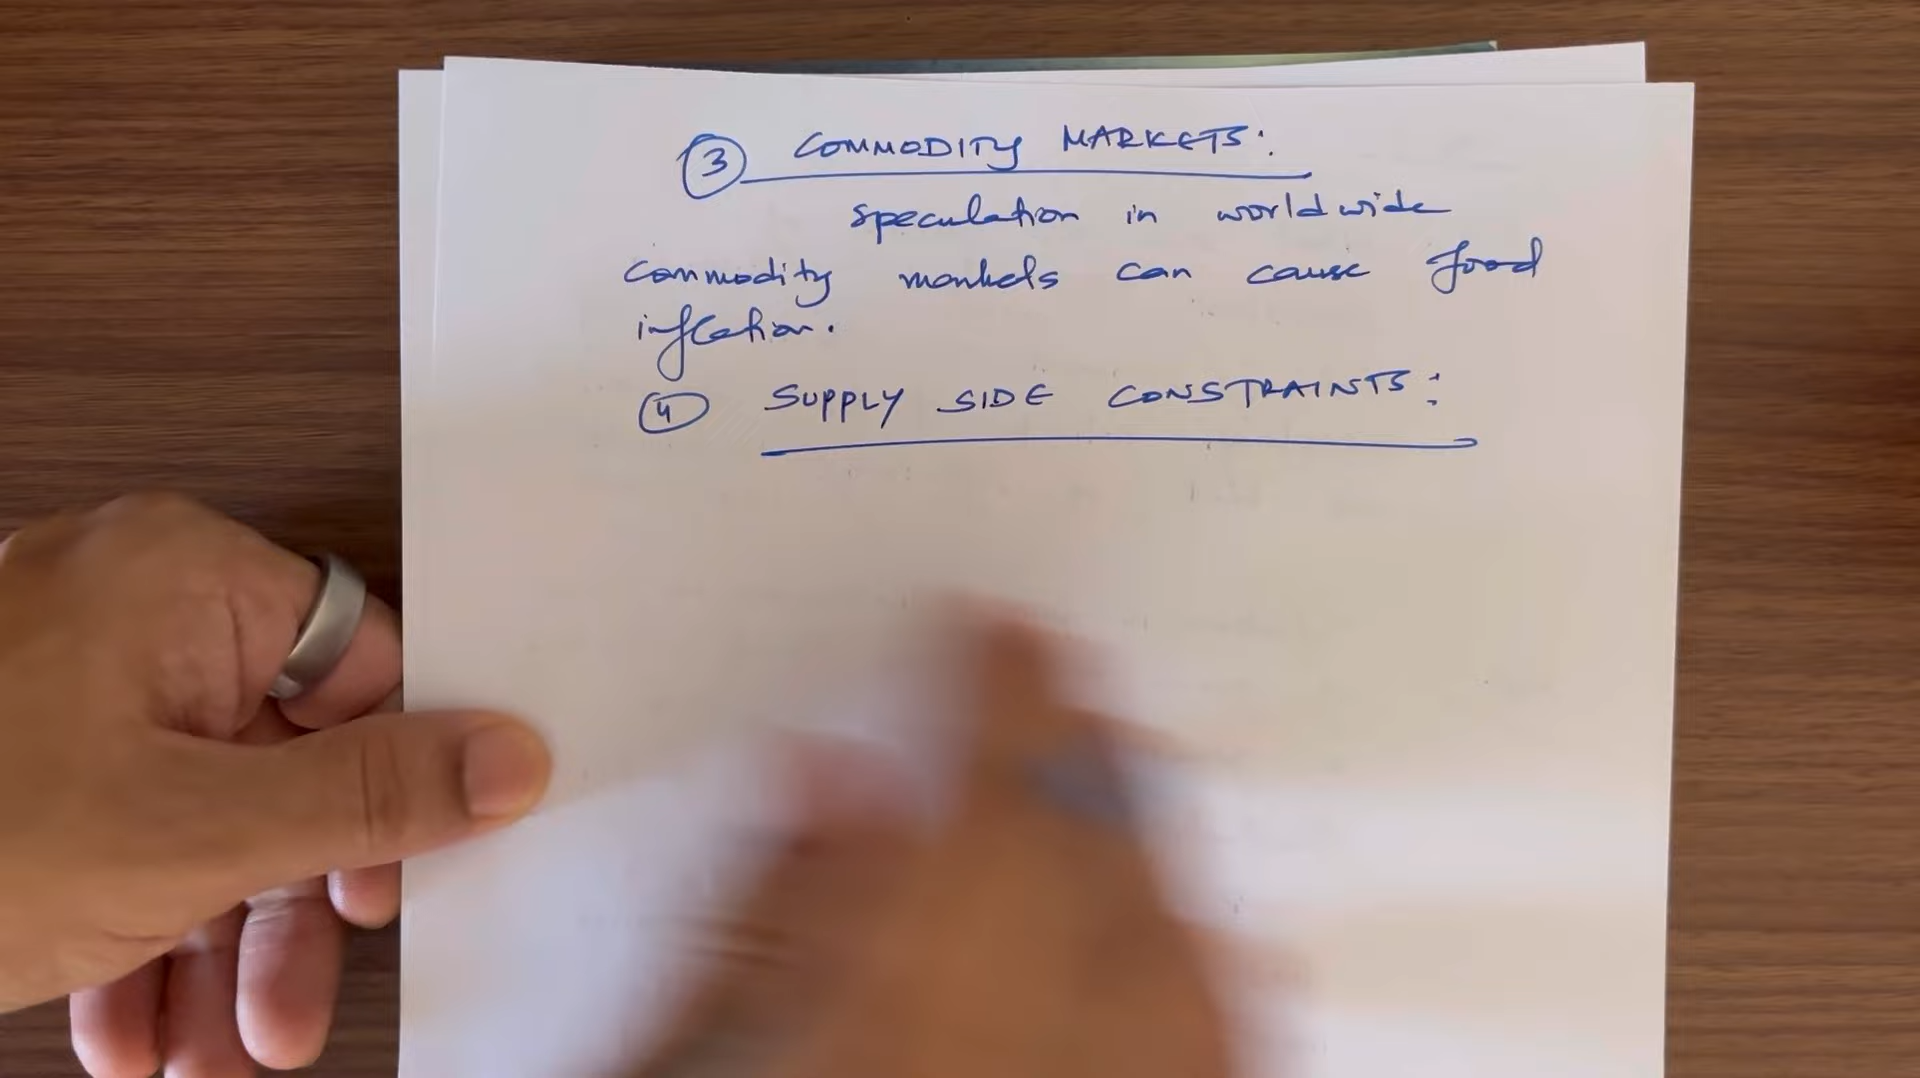 ③ COMMODITY MARKETS:
speculation in worldwide
commodity markets can cause food
inflation.
④ SUPPLY SIDE CONSTRAINTS: